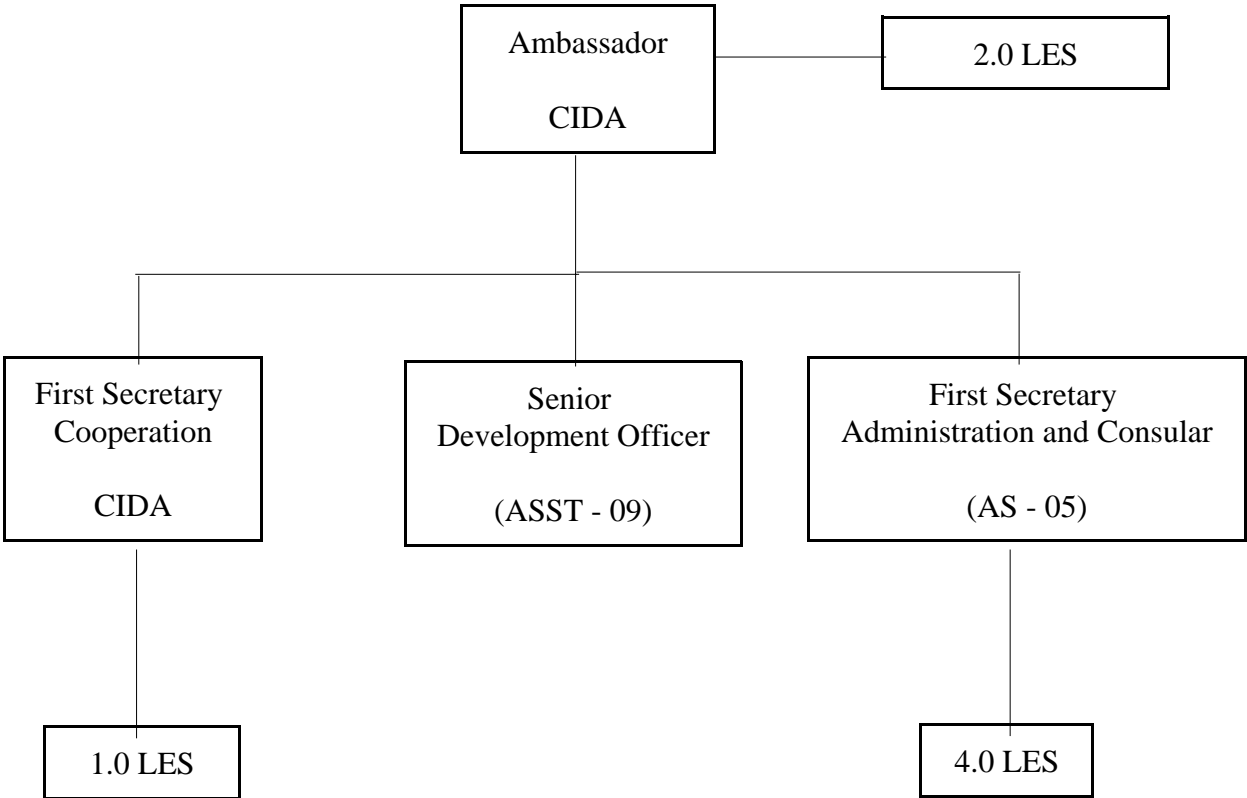 Ambassador
CIDA
2.0 LES
First Secretary
Cooperation
CIDA
Senior
Development Officer
(ASST - 09)
First Secretary
Administration and Consular
(AS - 05)
1.0 LES
4.0 LES